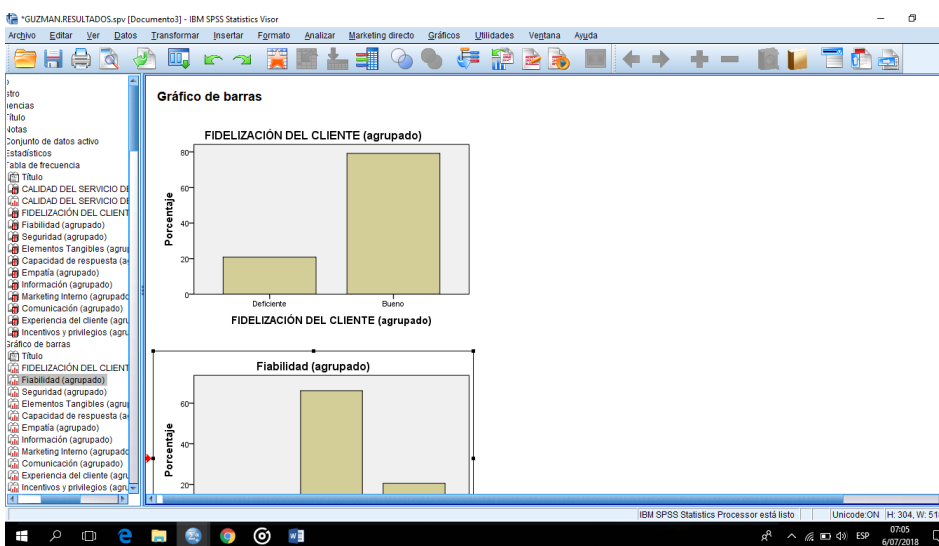 *GUZMAN.RESULTADOS.spv [Documento3] - IBM SPSS Statistics Visor
Archivo Editar Ver Datos Transformar Insertar Formato Analizar Marketing directo Gráficos Utilidades Ventana Ayuda
stro
encias
Título
Notas
Conjunto de datos activo
Estadísticos
Tabla de frecuencia
Título
CALIDAD DEL SERVICIO DE
CALIDAD DEL SERVICIO DE
FIDELIZACIÓN DEL CLIENT
Fiabilidad (agrupado)
Seguridad (agrupado)
Elementos Tangibles (agrup
Capacidad de respuesta (a
Empatía (agrupado)
Información (agrupado)
Marketing Interno (agrupado
Comunicación (agrupado)
Experiencia del cliente (agru
Incentivos y privilegios (agru
Gráfico de barras
Título
FIDELIZACIÓN DEL CLIENT
Fiabilidad (agrupado)
Seguridad (agrupado)
Elementos Tangibles (agrup
Capacidad de respuesta (a
Empatía (agrupado)
Información (agrupado)
Marketing Interno (agrupado
Comunicación (agrupado)
Experiencia del cliente (agru
Incentivos y privilegios (agru
Gráfico de barras
FIDELIZACIÓN DEL CLIENTE (agrupado)
Porcentaje
80
60
40
20
0
Deficiente Bueno
FIDELIZACIÓN DEL CLIENTE (agrupado)
Fiabilidad (agrupado)
Porcentaje
60
40
20
IBM SPSS Statistics Processor está listo Unicode:ON H: 304, W: 51
ESP
07:05
6/07/2018